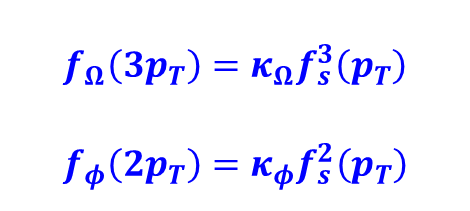 f_Ω(3p_T) = κ_Ω f_s^3(p_T)
f_ϕ(2p_T) = κ_ϕ f_s^2(p_T)